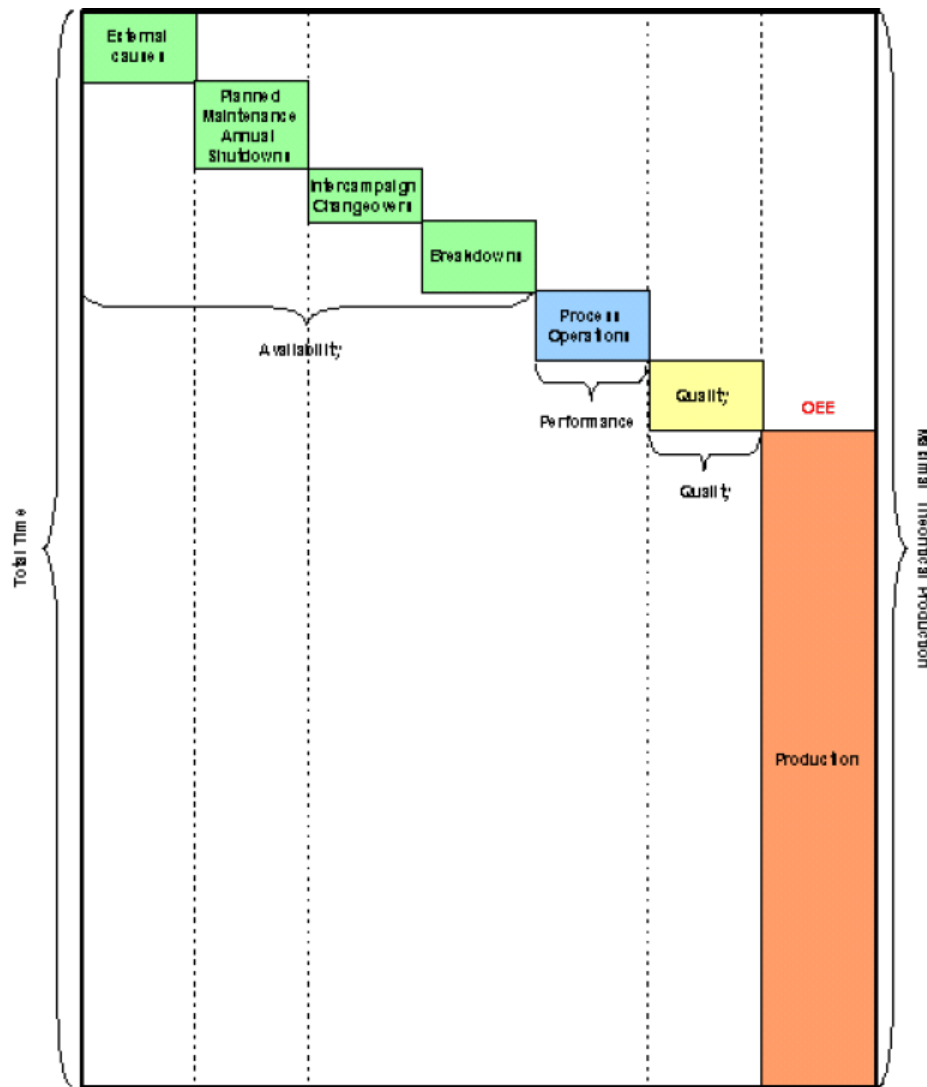 External
causes
Planned
Maintenance
Annual
Shutdowns
Intercampaign
Changeovers
Breakdowns
Availability
Process
Operations
Performance
Quality
Quality
OEE
Production
Total Time
Maximal Theoritical Production